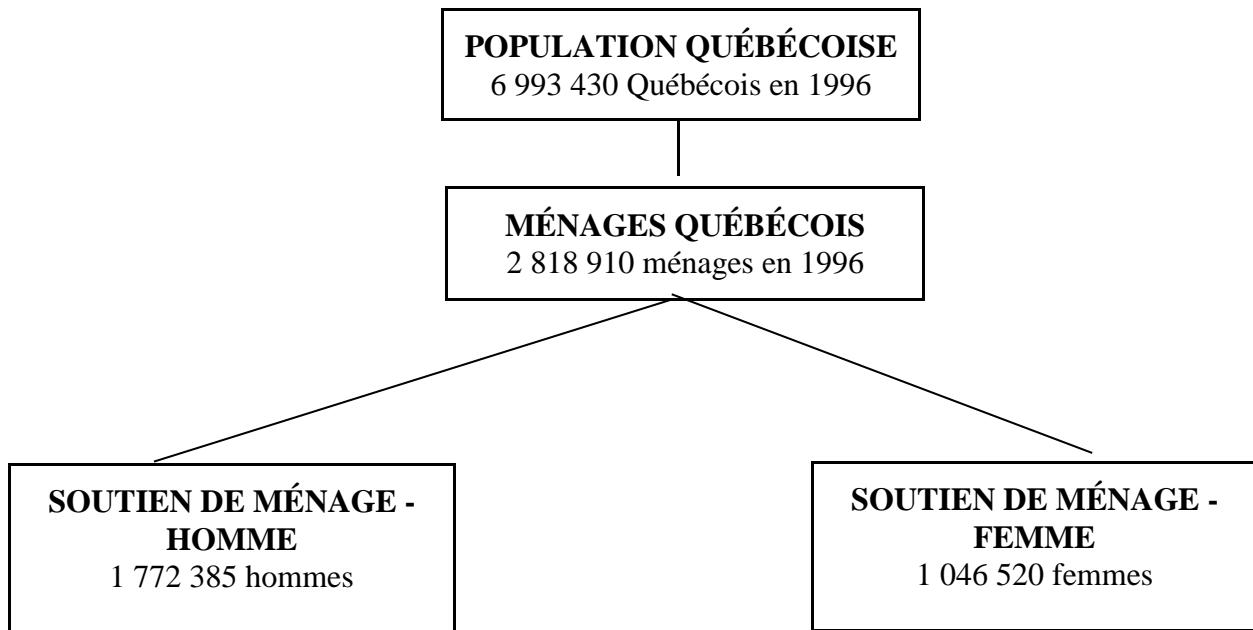 POPULATION QUÉBÉCOISE
6 993 430 Québécois en 1996
MÉNAGES QUÉBÉCOIS
2 818 910 ménages en 1996
SOUTIEN DE MÉNAGE -
HOMME
1 772 385 hommes
SOUTIEN DE MÉNAGE -
FEMME
1 046 520 femmes